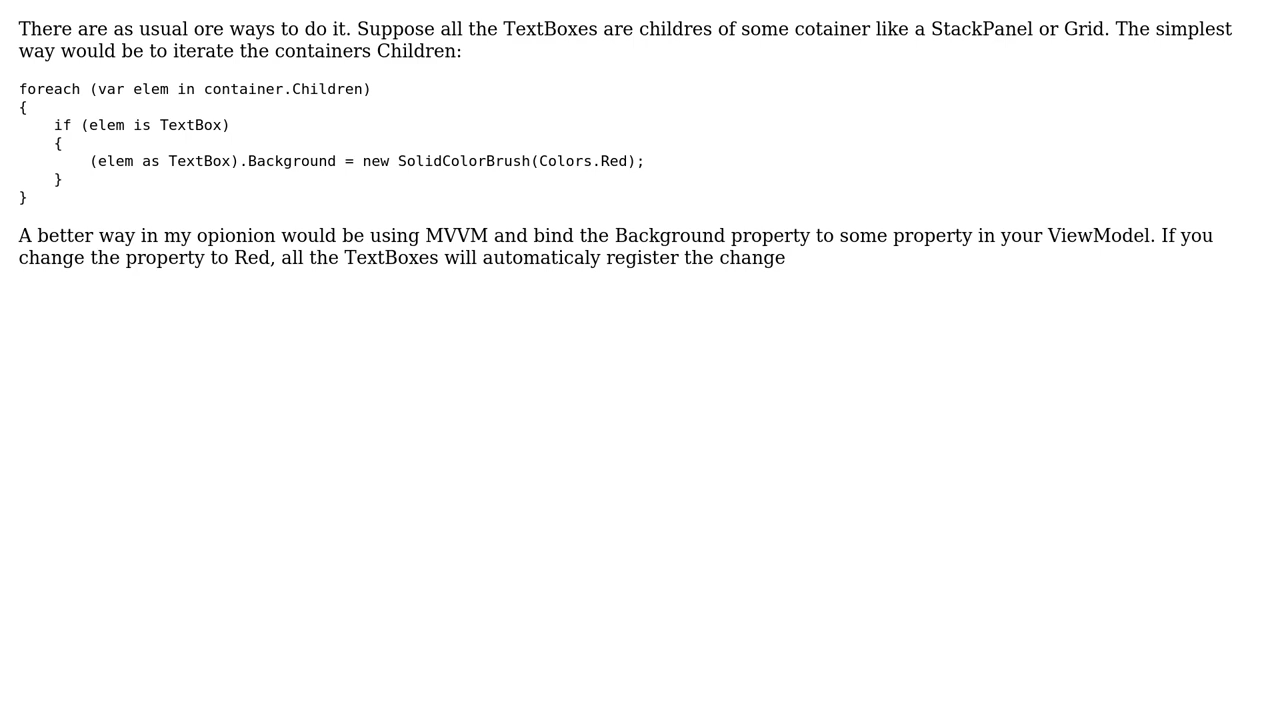 There are as usual ore ways to do it. Suppose all the TextBoxes are childres of some cotainer like a StackPanel or Grid. The simplest
way would be to iterate the containers Children:
foreach (var elem in container.Children)
{
    if (elem is TextBox)
    {
        (elem as TextBox).Background = new SolidColorBrush(Colors.Red);
    }
}
A better way in my opionion would be using MVVM and bind the Background property to some property in your ViewModel. If you
change the property to Red, all the TextBoxes will automaticaly register the change